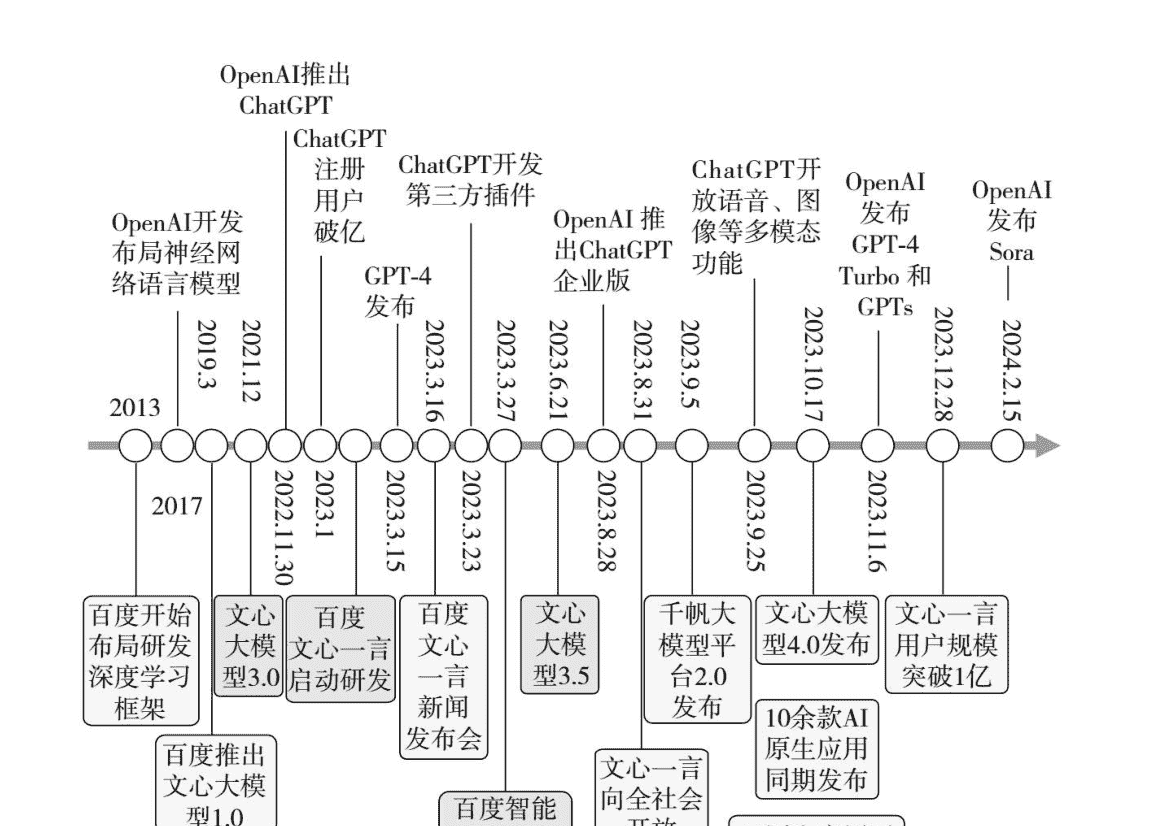 OpenAI推出
ChatGPT
ChatGPT
注册
用户
破亿
ChatGPT开发
第三方插件
ChatGPT开
放语音、图
像等多模态
功能
OpenAI
发布
GPT-4
Turbo 和
GPTs
OpenAI
发布
Sora
OpenAI开发
布局神经网
络语言模型
OpenAI 推
出ChatGPT
企业版
GPT-4
发布
2013
2019.3
2021.12
2023.3.16
2023.3.27
2023.6.21
2023.8.31
2023.9.5
2023.10.17
2023.12.28
2024.2.15
2017
2022.11.30
2023.1
2023.3.15
2023.3.23
2023.8.28
2023.9.25
2023.11.6
百度开始
布局研发
深度学习
框架
文心
大模
型3.0
百度
文心一言
启动研发
百度
文心
一言
新闻
发布会
文心
大模
型3.5
千帆大
模型平
台2.0
发布
文心大模
型4.0发布
文心一言
用户规模
突破1亿
10余款AI
原生应用
同期发布
百度推出
文心大模
型1.0
百度智能
文心一言
向全社会
开放